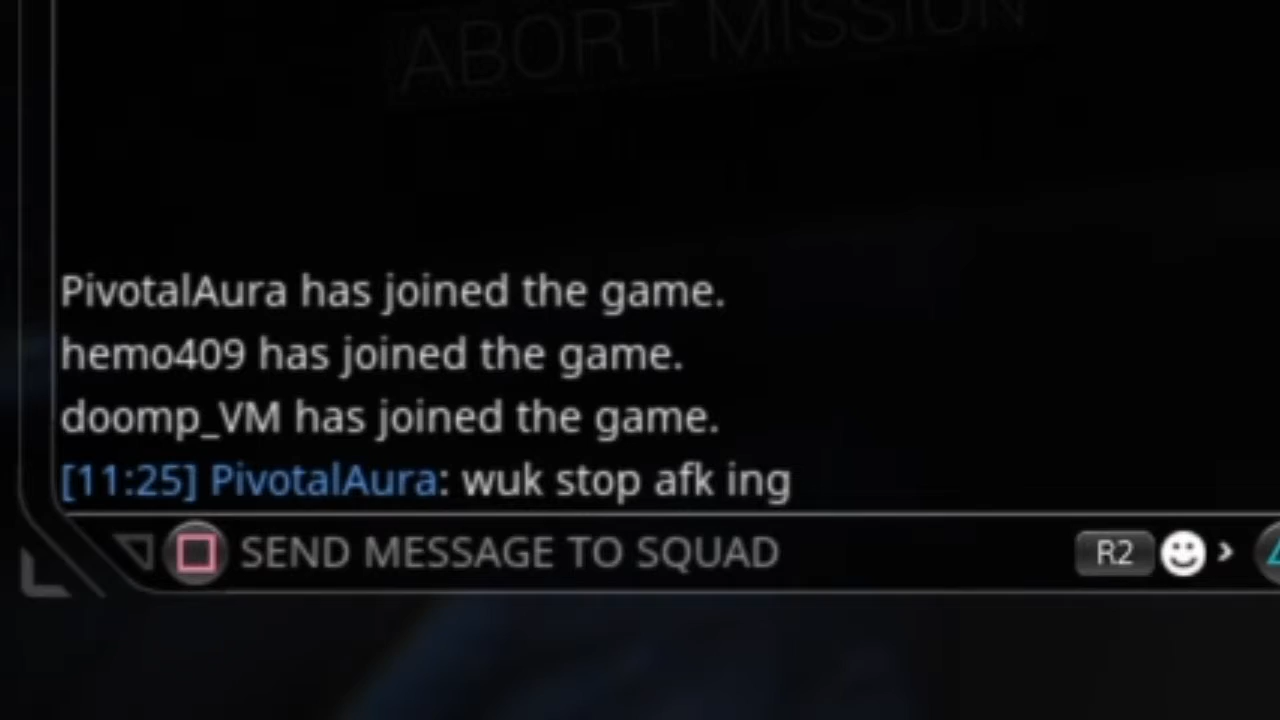 ABORT MISSION
PivotalAura has joined the game.
hemo409 has joined the game.
doomp_VM has joined the game.
[11:25] PivotalAura: wuk stop afk ing
SEND MESSAGE TO SQUAD
R2